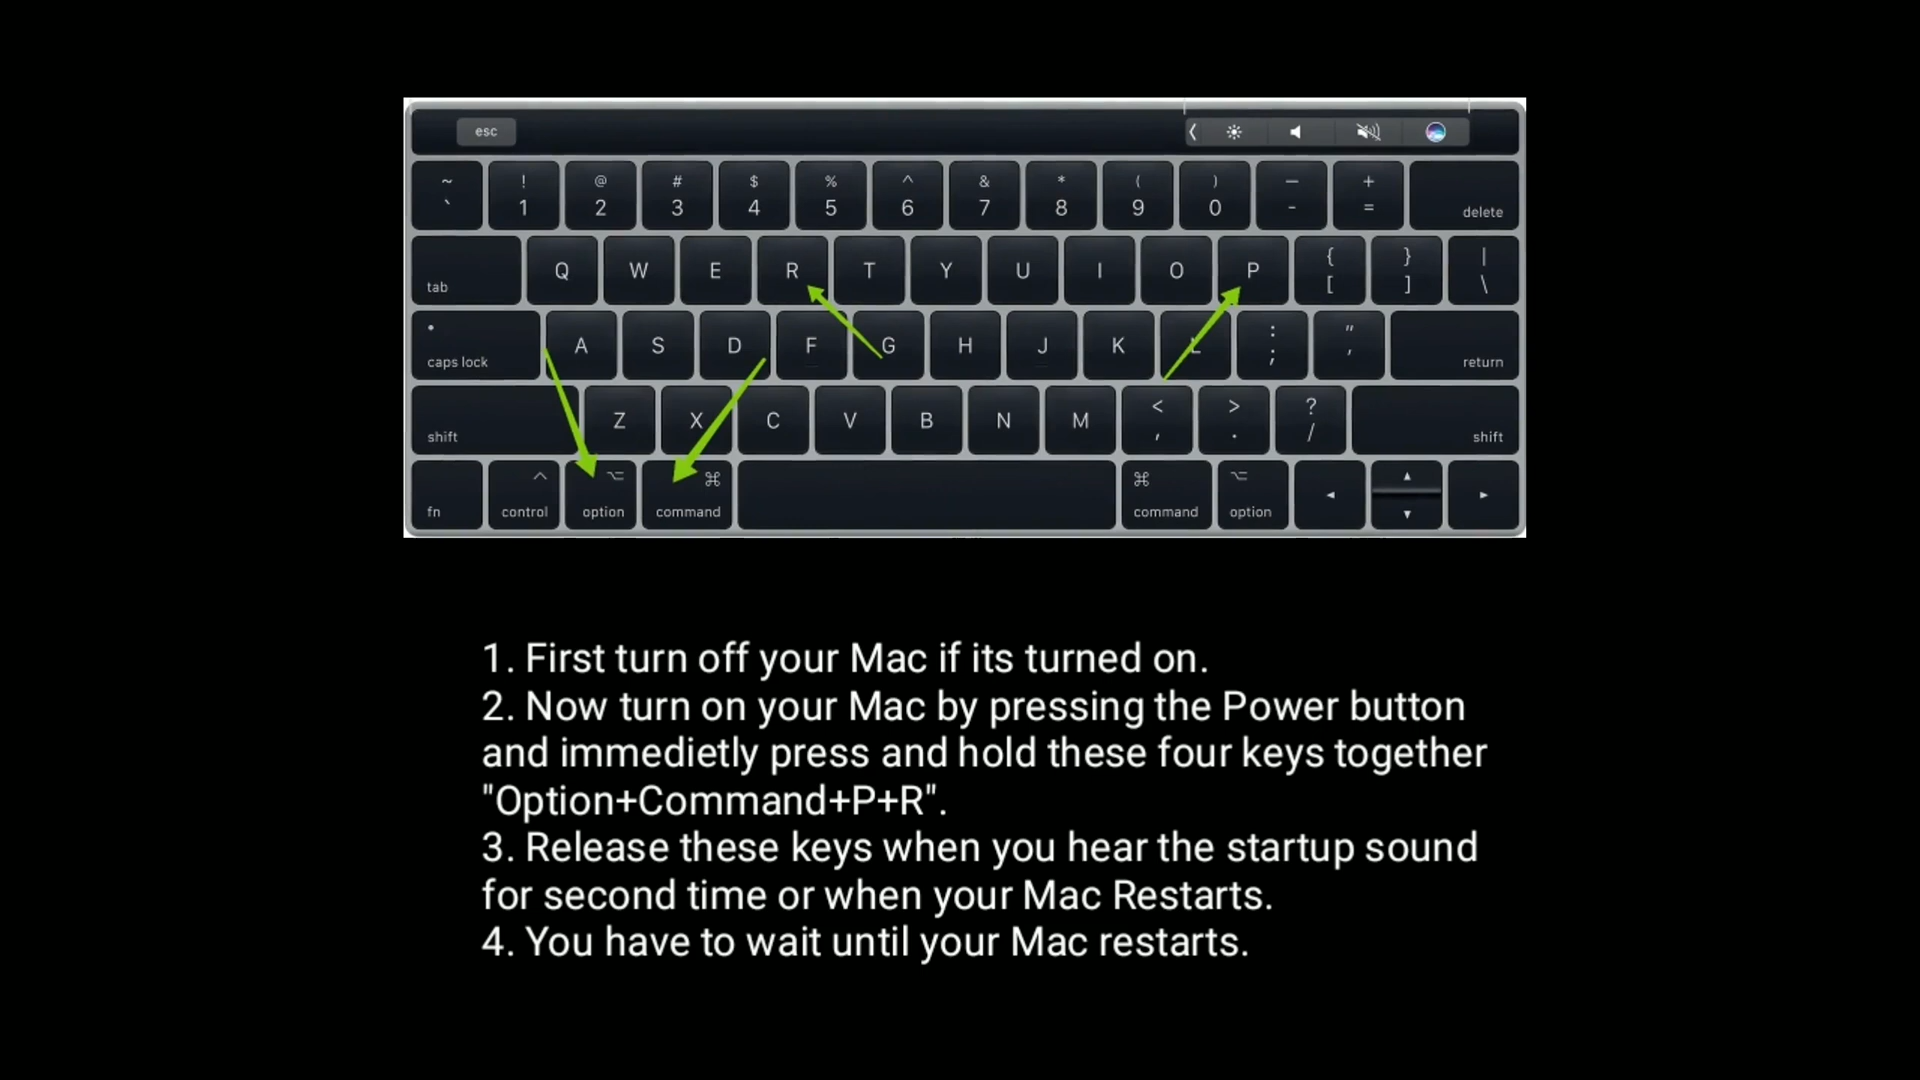 esc
~ ! @ # $ % ^ & * ( ) — +
` 1 2 3 4 5 6 7 8 9 0 - = delete
tab Q W E R T Y U I O P { [ } ] | \
caps lock A S D F G H J K L : ; " ' return
shift Z X C V B N M < , > . ? / shift
fn ^ control ⌥ option ⌘ command ⌘ command ⌥ option ◄ ▲ ▼ ►
1. First turn off your Mac if its turned on.
2. Now turn on your Mac by pressing the Power button
and immedietly press and hold these four keys together
"Option+Command+P+R".
3. Release these keys when you hear the startup sound
for second time or when your Mac Restarts.
4. You have to wait until your Mac restarts.